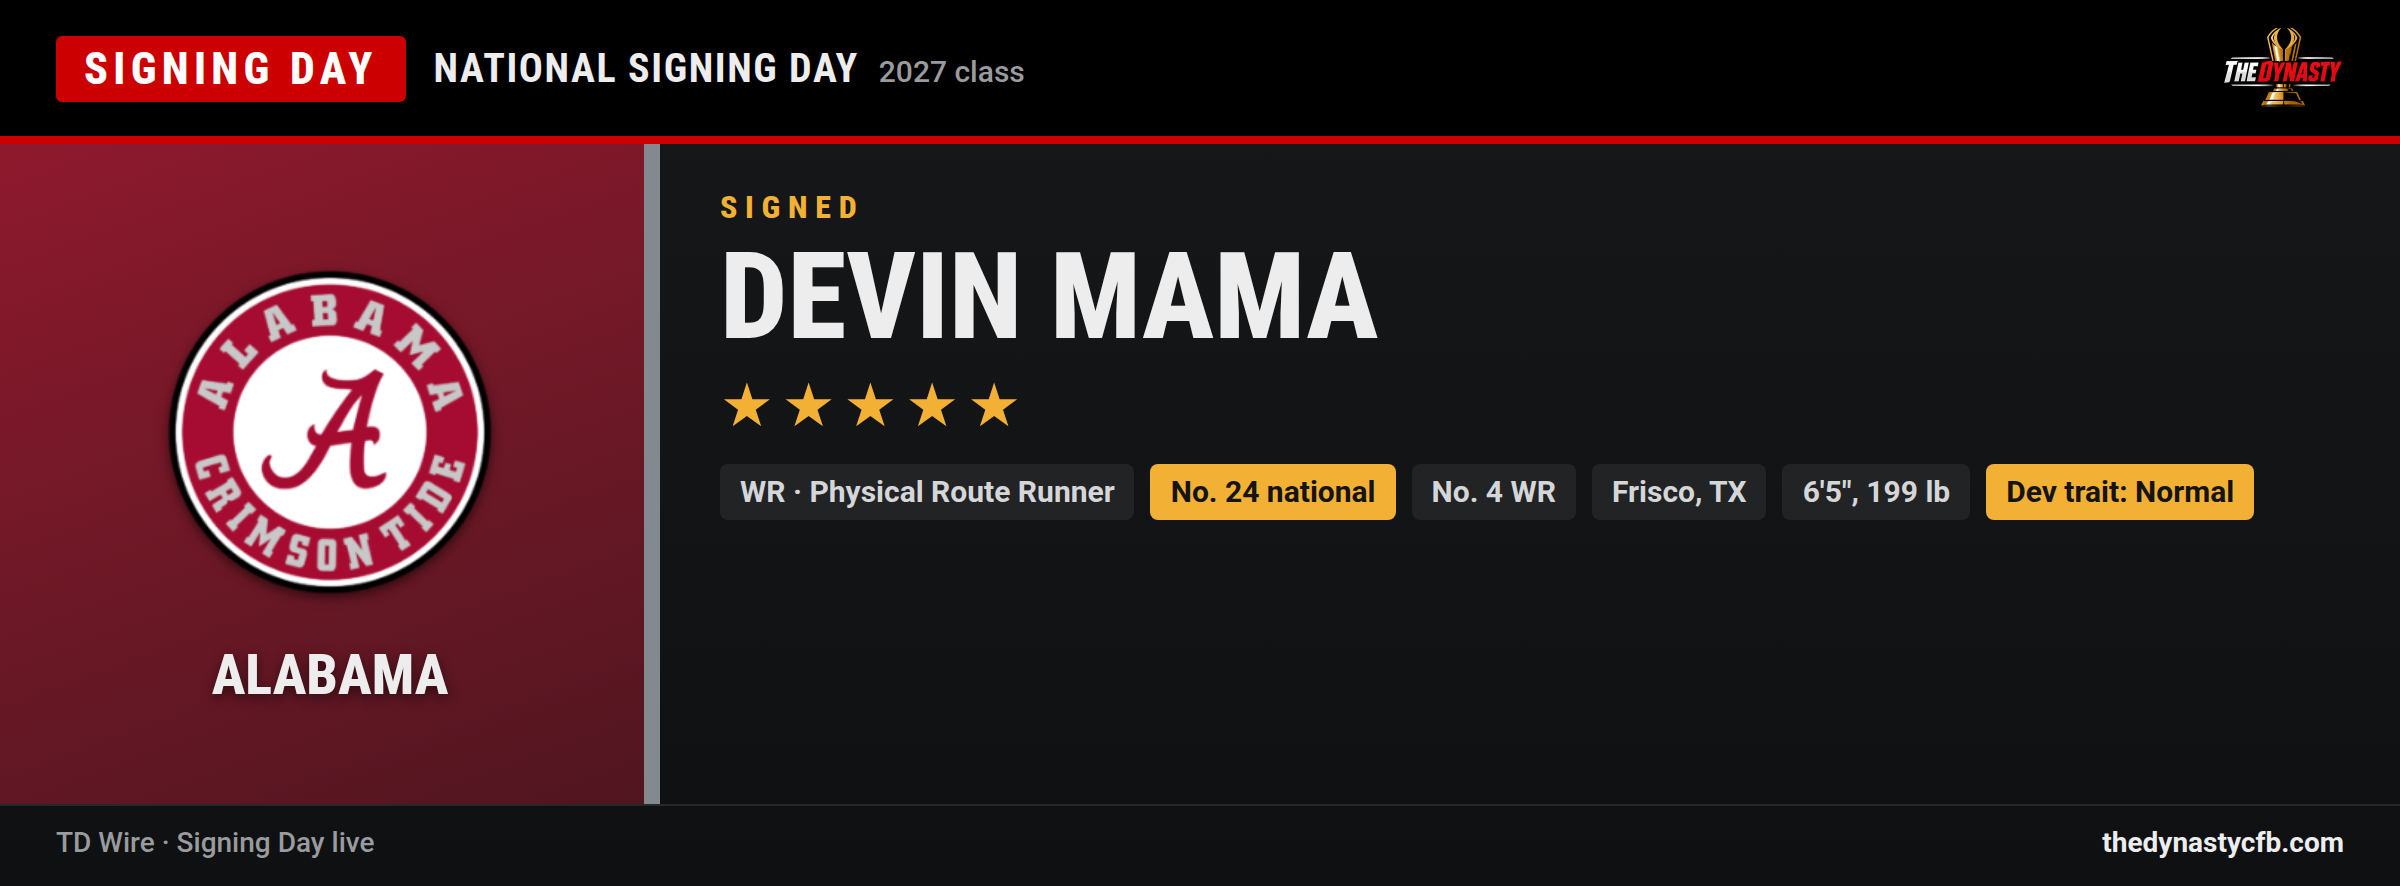 SIGNING DAY NATIONAL SIGNING DAY 2027 class
THE DYNASTY
ALABAMA
A
CRIMSON TIDE
ALABAMA
SIGNED
DEVIN MAMA
★★★★★
WR · Physical Route Runner No. 24 national No. 4 WR Frisco, TX 6'5", 199 lb Dev trait: Normal
TD Wire · Signing Day live
thedynastycfb.com